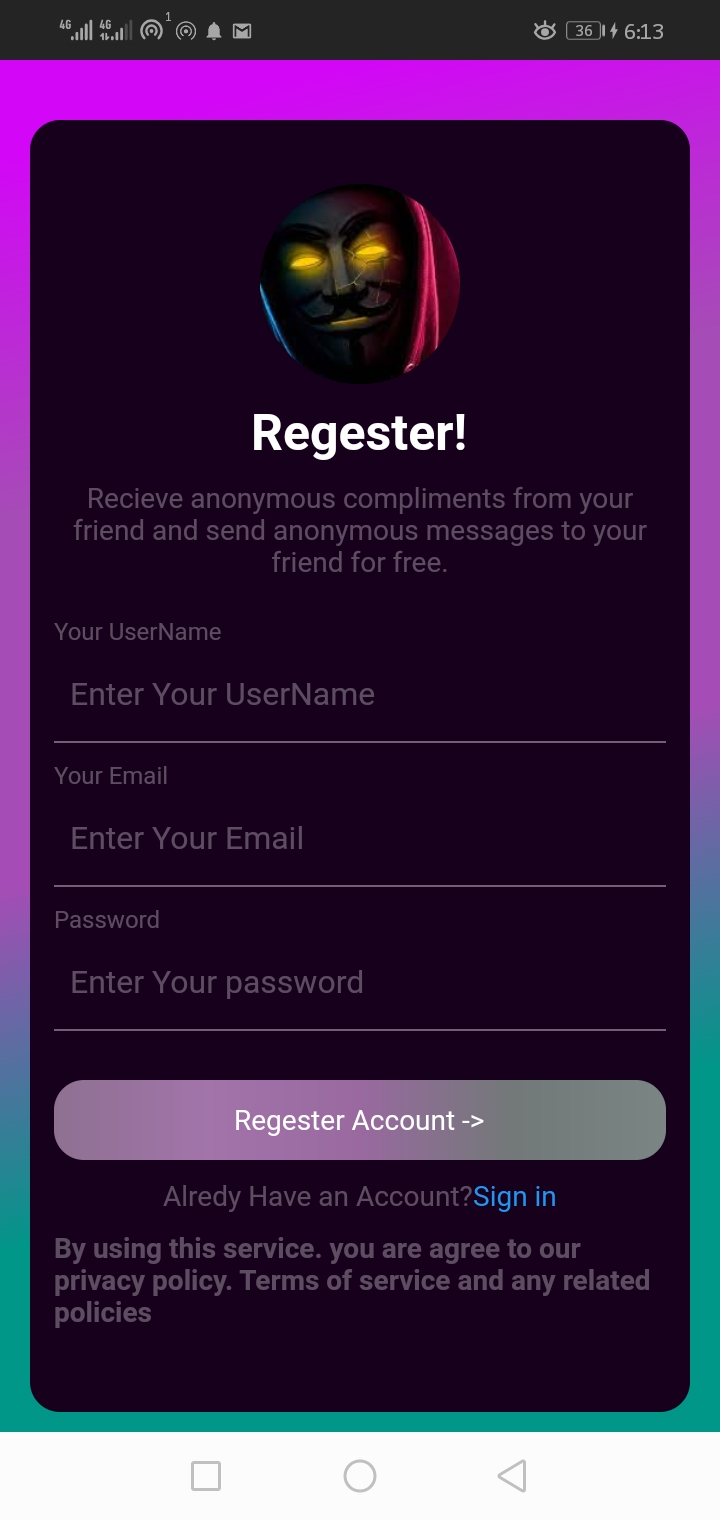 4G 4G 1 36 6:13
Regester!
Recieve anonymous compliments from your
friend and send anonymous messages to your
friend for free.
Your UserName
Enter Your UserName
Your Email
Enter Your Email
Password
Enter Your password
Regester Account ->
Alredy Have an Account?Sign in
By using this service. you are agree to our
privacy policy. Terms of service and any related
policies